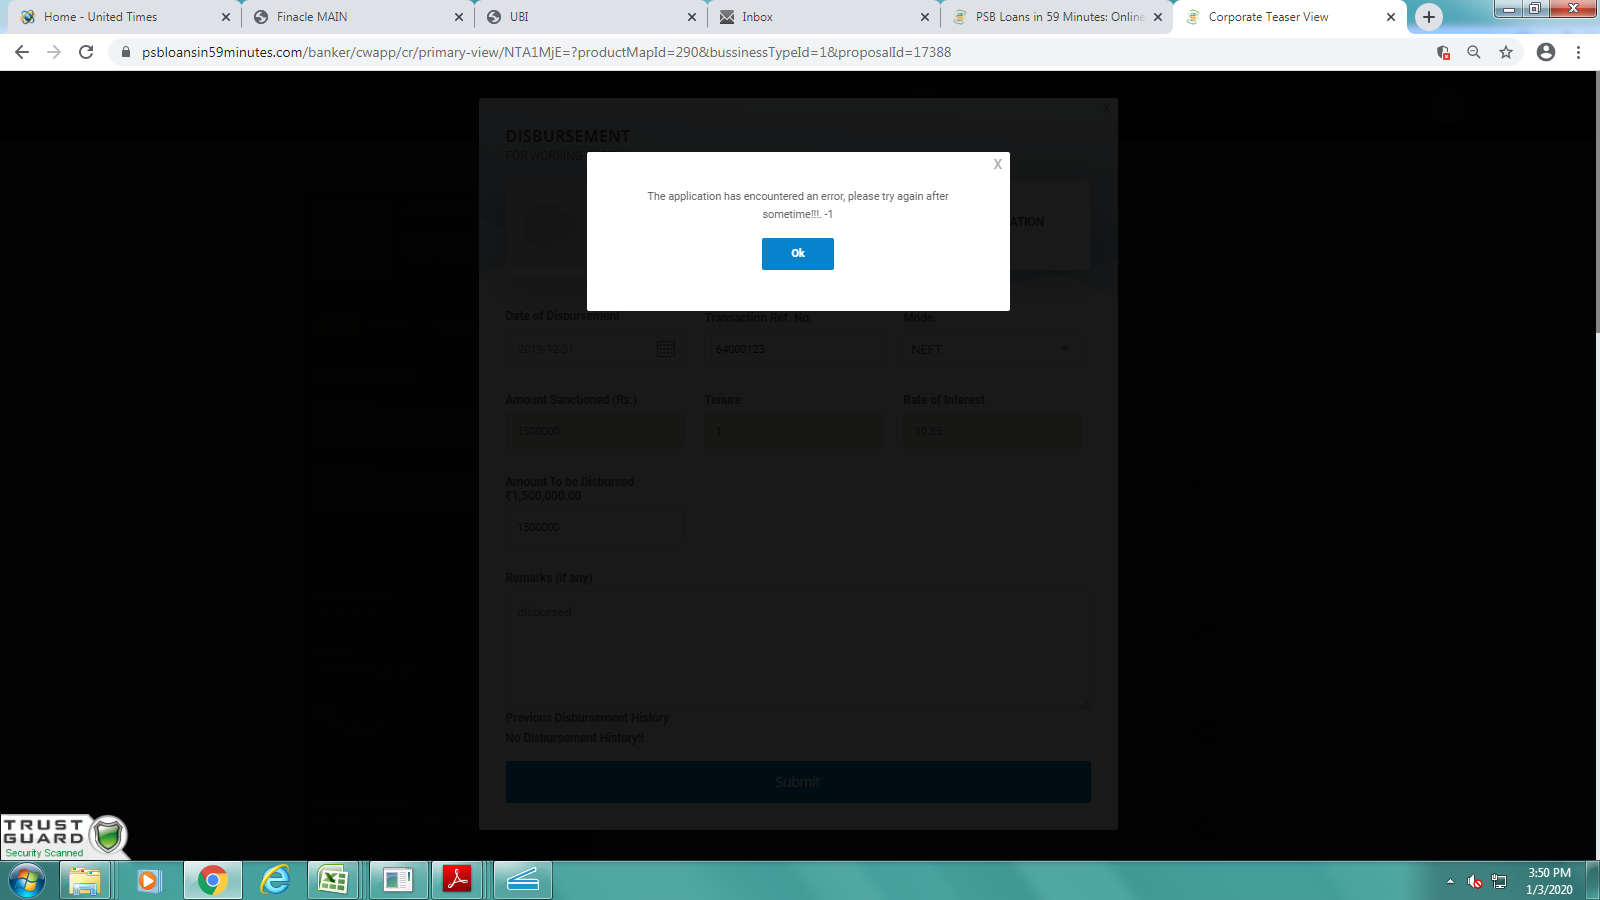 Home - United Times
Finacle MAIN
UBI
Inbox
PSB Loans in 59 Minutes: Online
Corporate Teaser View
psbloansin59minutes.com/banker/cwapp/cr/primary-view/NTA1MjE=?productMapId=290&bussinessTypeId=1&proposalId=17388
X
DISBURSEMENT
FOR WORKING
X
The application has encountered an error, please try again after
sometime!!!. -1
Ok
ATION
Date of Disbursement
Transaction Ref. No.
Mode.
2019-12-31
64000123
NEFT
Amount Sanctioned (Rs.)
Tenure
Rate of Interest
1500000
1
10.85
Amount To be Disbursed
₹1,500,000.00
1500000
Remarks (if any)
disbursed
Previous Disbursement History
No Disbursement History!!
Submit
TRUST
GUARD
Security Scanned
3:50 PM
1/3/2020